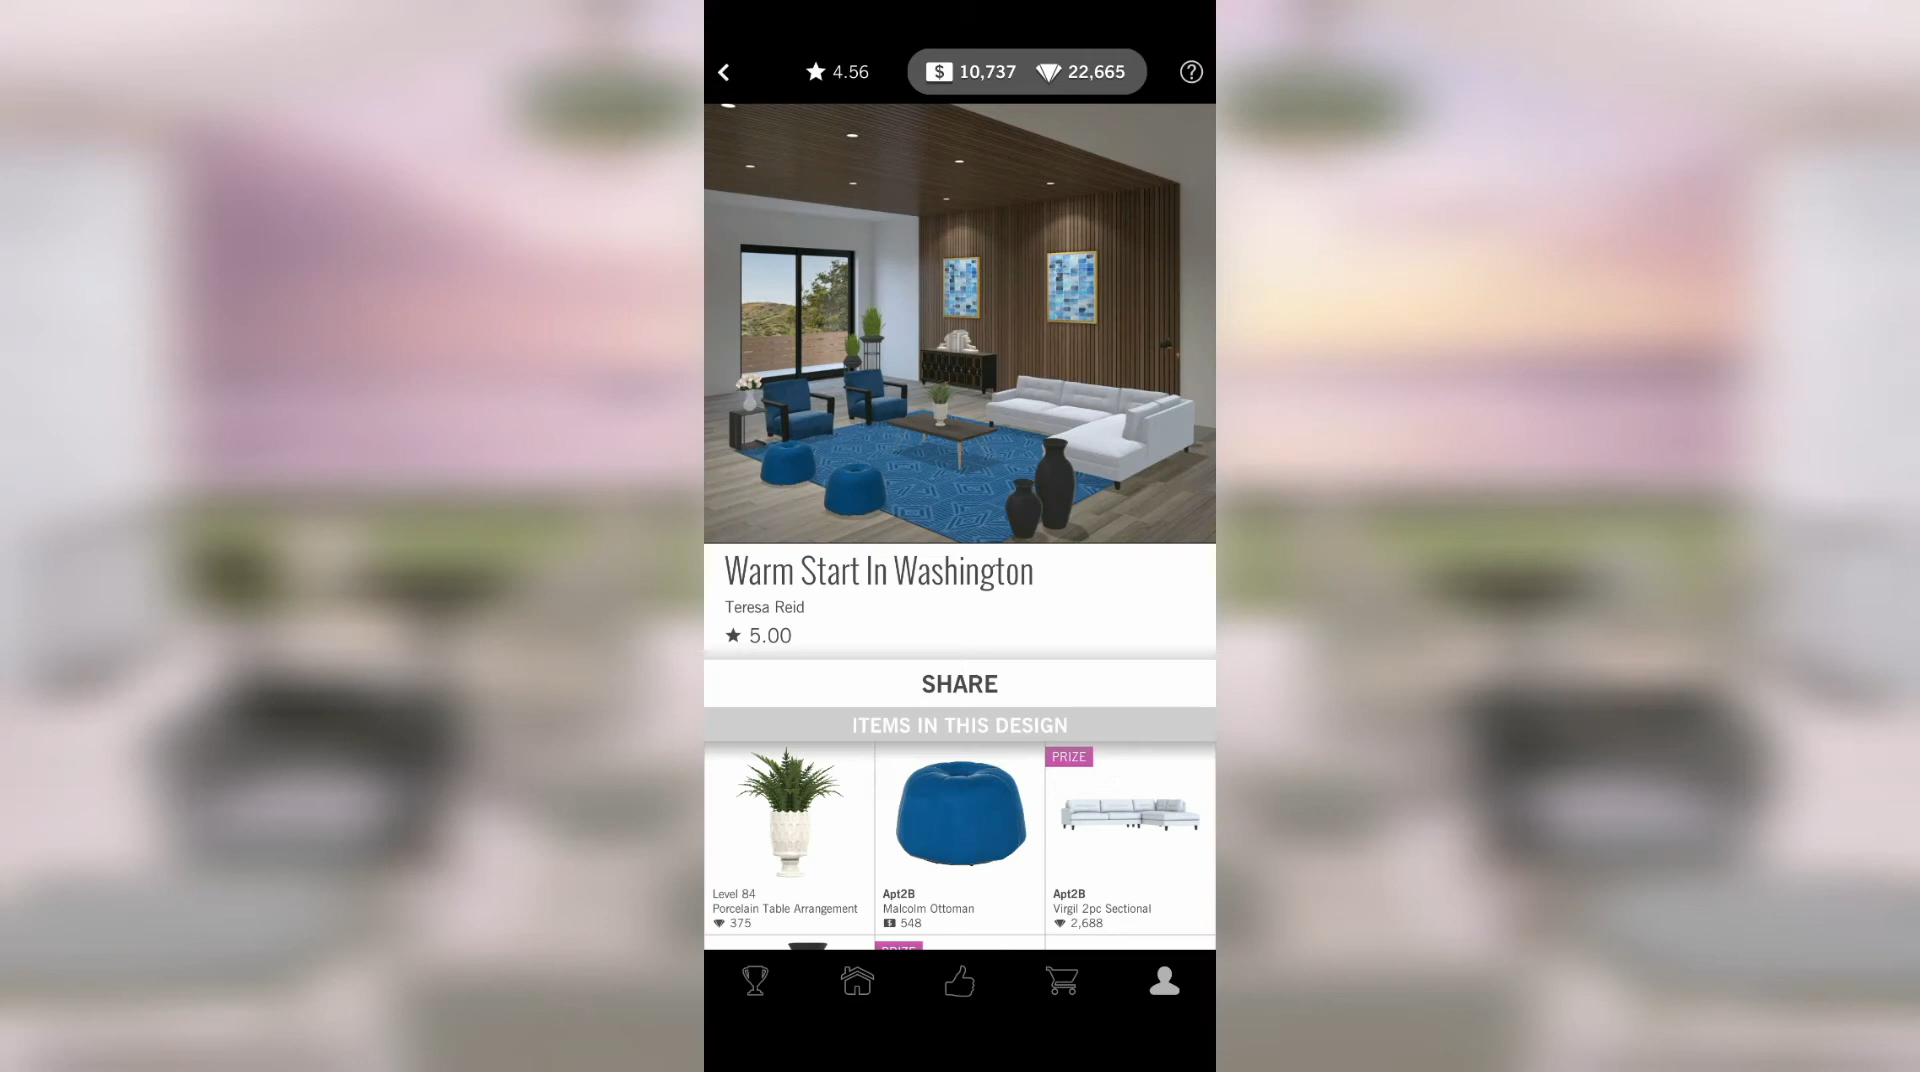 4.56
$ 10,737 22,665 ?
Warm Start In Washington
Teresa Reid
5.00
SHARE
ITEMS IN THIS DESIGN
Level 84
Porcelain Table Arrangement
375
Apt2B
Malcolm Ottoman
$ 548
PRIZE
Apt2B
Virgil 2pc Sectional
2,688
PRIZE